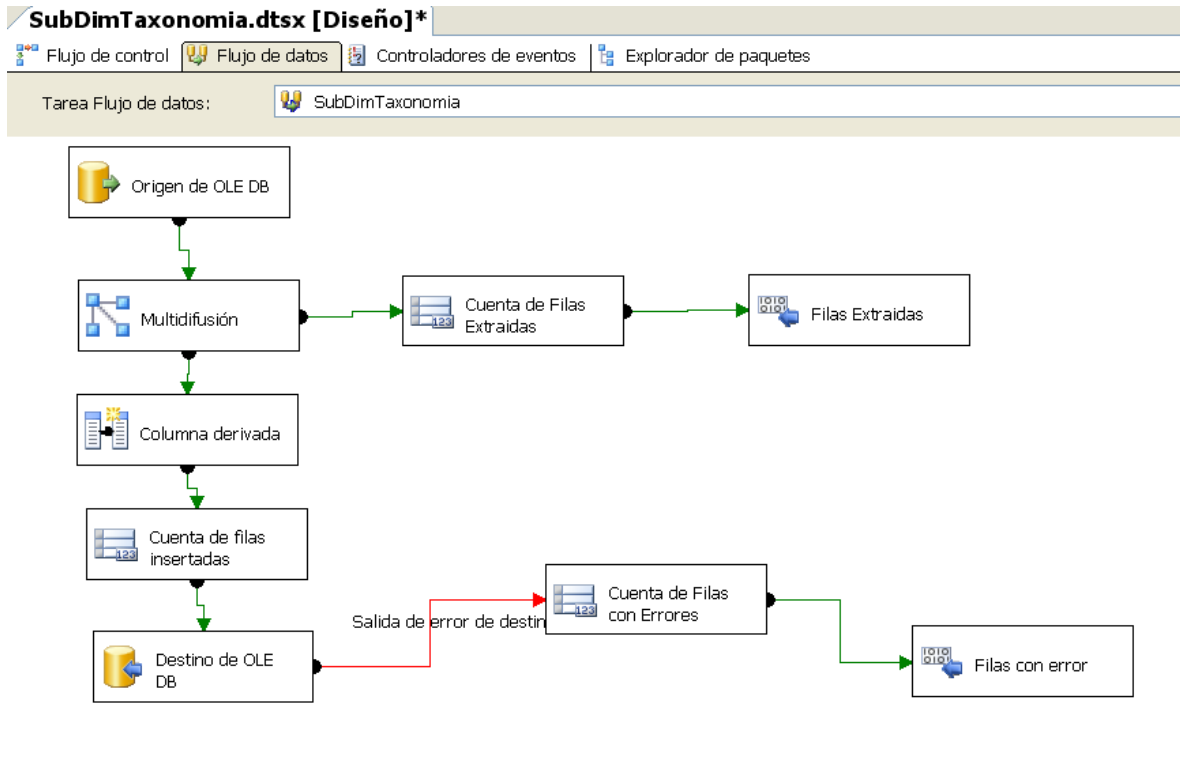 SubDimTaxonomia.dtsx [Diseño]*
Flujo de control Flujo de datos Controladores de eventos Explorador de paquetes
Tarea Flujo de datos: SubDimTaxonomia
Origen de OLE DB
Multidifusión
Cuenta de Filas
Extraidas
Filas Extraidas
Columna derivada
Cuenta de filas
insertadas
Salida de error de destin
Cuenta de Filas
con Errores
Destino de OLE
DB
Filas con error